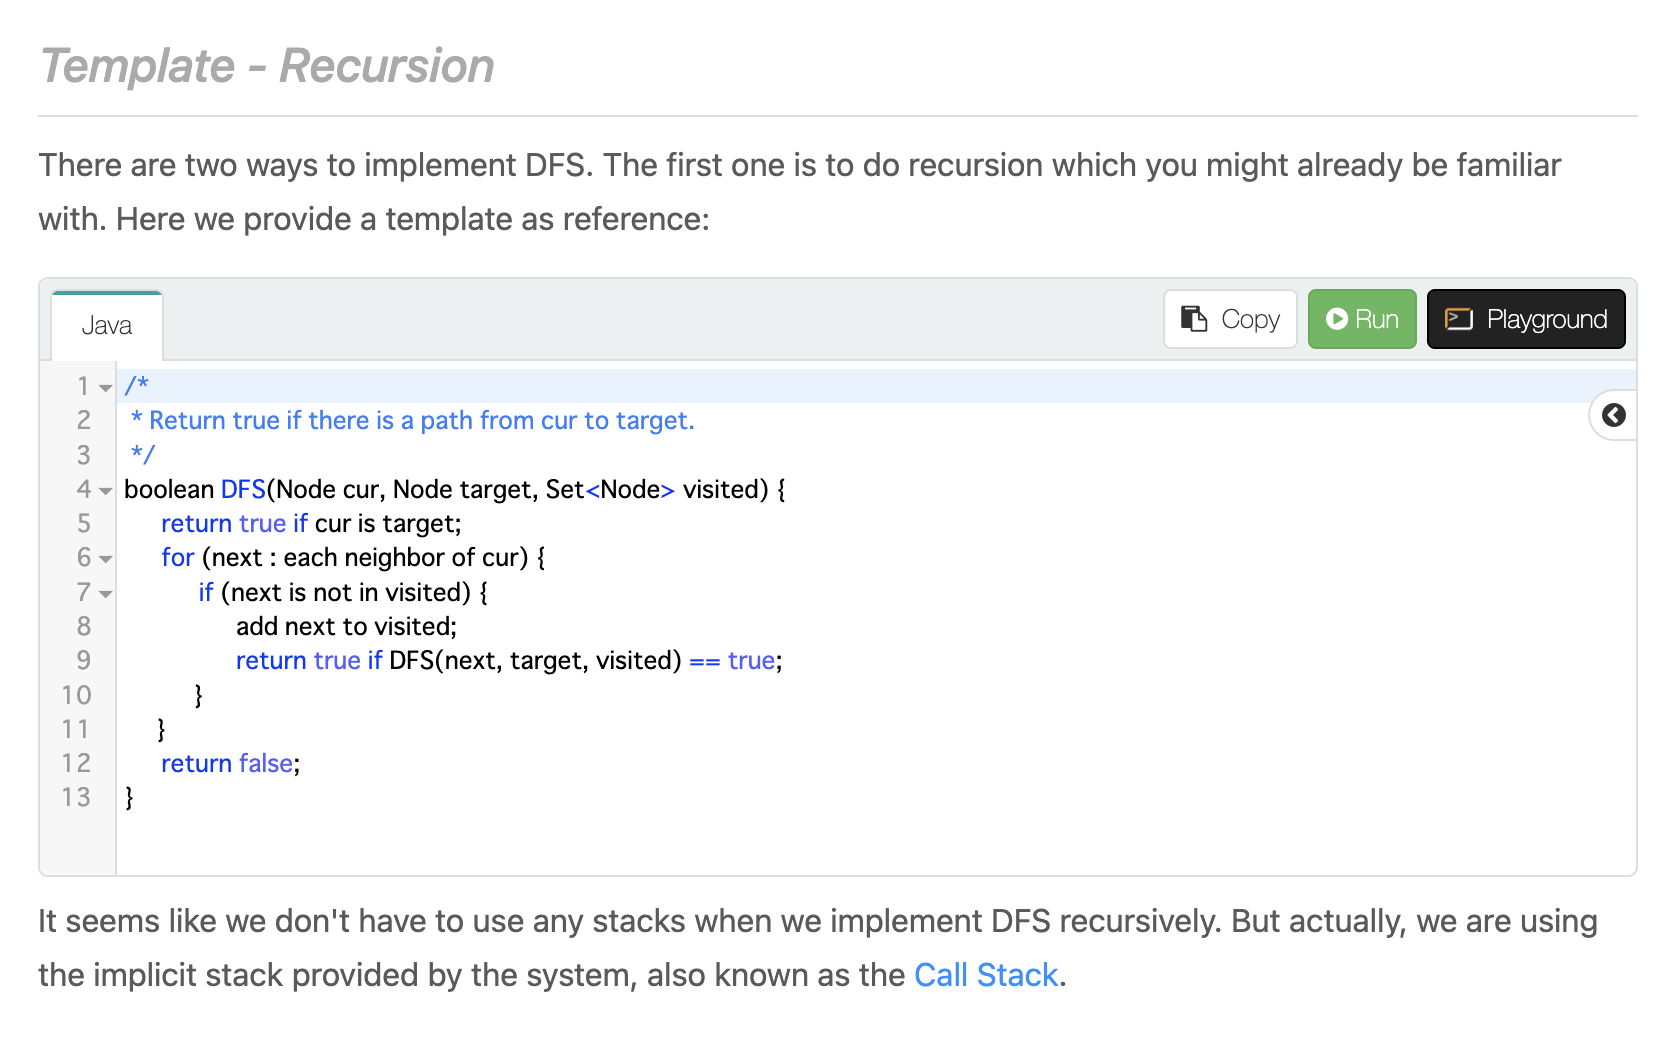 Template - Recursion
There are two ways to implement DFS. The first one is to do recursion which you might already be familiar
with. Here we provide a template as reference:
Java
Copy
Run
Playground
1 /*
2 * Return true if there is a path from cur to target.
3 */
4 boolean DFS(Node cur, Node target, Set<Node> visited) {
5 return true if cur is target;
6 for (next : each neighbor of cur) {
7 if (next is not in visited) {
8 add next to visited;
9 return true if DFS(next, target, visited) == true;
10 }
11 }
12 return false;
13 }
It seems like we don't have to use any stacks when we implement DFS recursively. But actually, we are using
the implicit stack provided by the system, also known as the Call Stack.